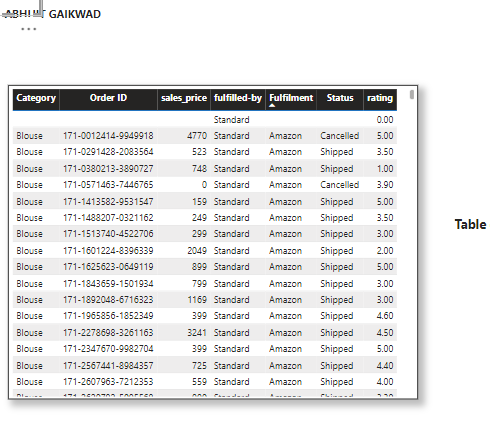 ABHIJIT GAIKWAD
Category Order ID sales_price fulfilled-by Fulfilment Status rating
Standard 0.00
Blouse 171-0012414-9949918 4770 Standard Amazon Cancelled 5.00
Blouse 171-0291428-2083564 523 Standard Amazon Shipped 3.50
Blouse 171-0380213-3890727 748 Standard Amazon Shipped 1.00
Blouse 171-0571463-7446765 0 Standard Amazon Cancelled 3.90
Blouse 171-1413582-9531547 159 Standard Amazon Shipped 5.00
Blouse 171-1488207-0321162 249 Standard Amazon Shipped 3.50
Blouse 171-1513740-4522706 299 Standard Amazon Shipped 3.00
Blouse 171-1601224-8396339 2049 Standard Amazon Shipped 2.00
Blouse 171-1625623-0649119 899 Standard Amazon Shipped 5.00
Blouse 171-1843659-1501934 799 Standard Amazon Shipped 3.00
Blouse 171-1892048-6716323 1169 Standard Amazon Shipped 3.00
Blouse 171-1965856-1852349 399 Standard Amazon Shipped 4.60
Blouse 171-2278698-3261163 3241 Standard Amazon Shipped 4.50
Blouse 171-2347670-9982704 399 Standard Amazon Shipped 5.00
Blouse 171-2567441-8984357 725 Standard Amazon Shipped 4.40
Blouse 171-2607963-7212353 559 Standard Amazon Shipped 4.00
Table